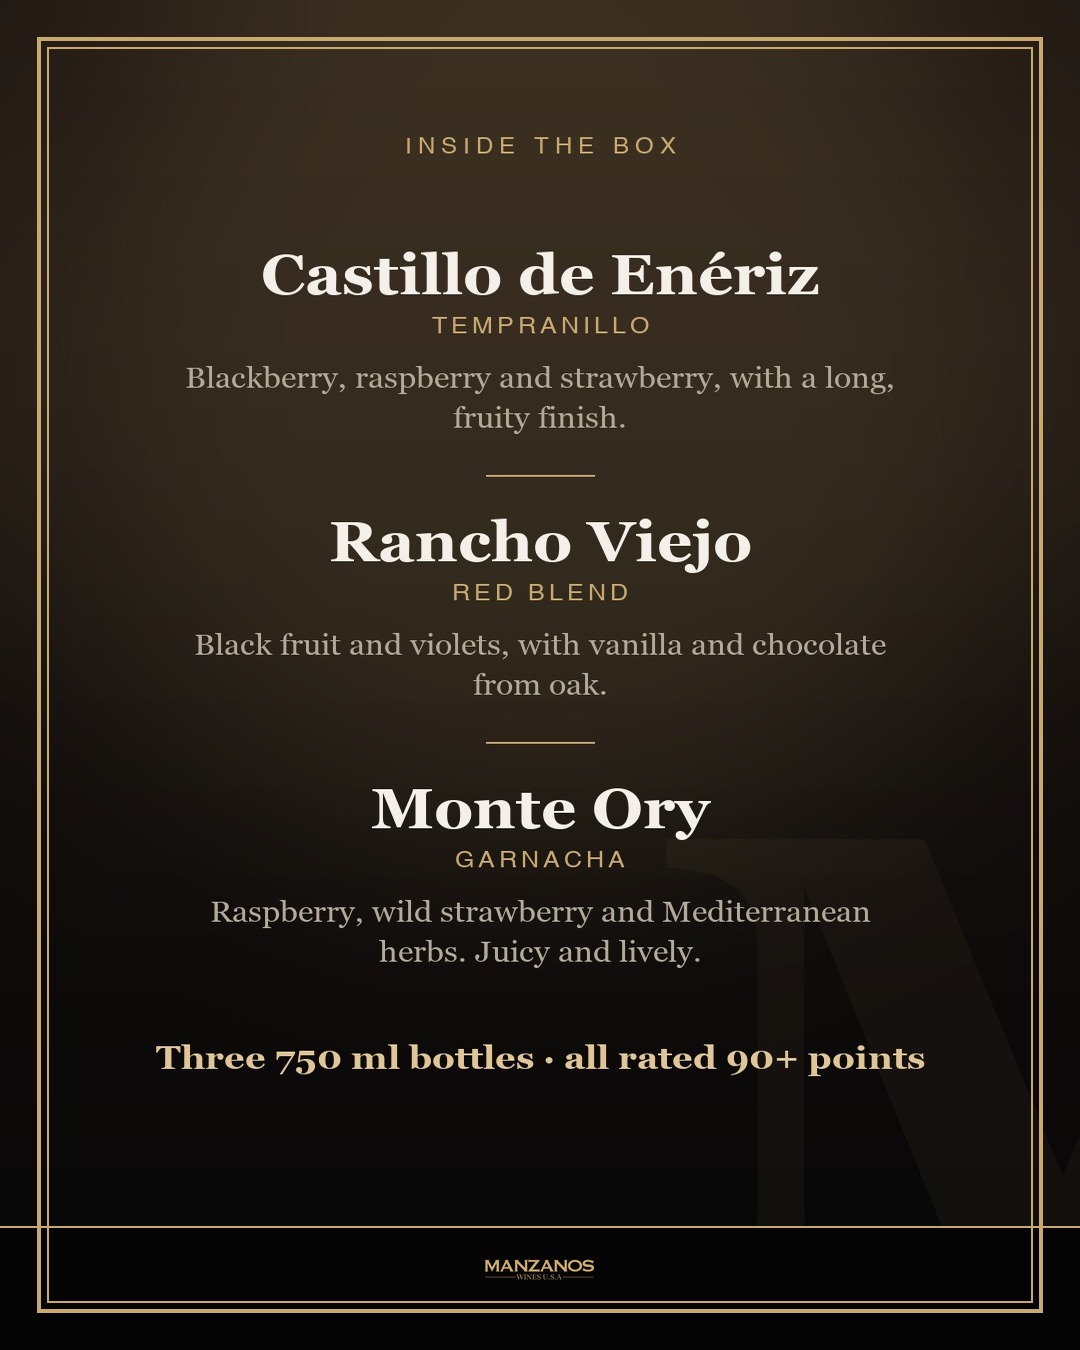 INSIDE THE BOX
Castillo de Enériz
TEMPRANILLO
Blackberry, raspberry and strawberry, with a long,
fruity finish.
Rancho Viejo
RED BLEND
Black fruit and violets, with vanilla and chocolate
from oak.
Monte Ory
GARNACHA
Raspberry, wild strawberry and Mediterranean
herbs. Juicy and lively.
Three 750 ml bottles · all rated 90+ points
MANZANOS
WINES U.S.A